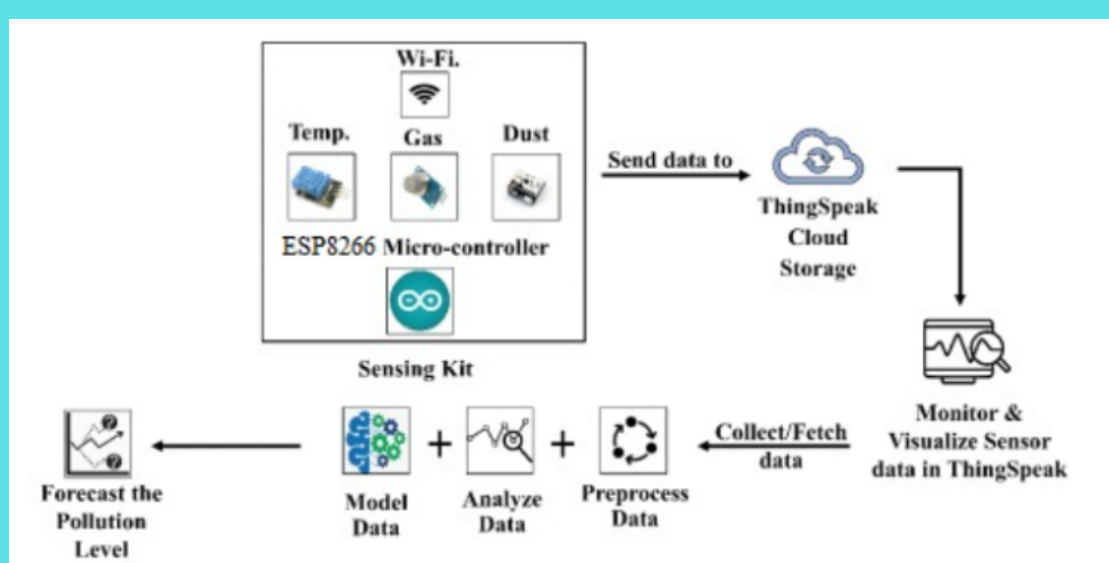 Wi-Fi.
Temp.
Gas
Dust
ESP8266 Micro-controller
Sensing Kit
Send data to
ThingSpeak
Cloud
Storage
Monitor &
Visualize Sensor
data in ThingSpeak
Collect/Fetch
data
Preprocess
Data
+
Analyze
Data
+
Model
Data
Forecast the
Pollution
Level